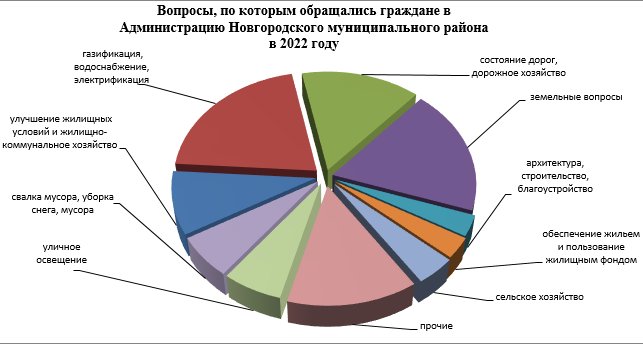 Вопросы, по которым обращались граждане в
Администрацию Новгородского муниципального района
в 2022 году
газификация,
водоснабжение,
электрификация
состояние дорог,
дорожное хозяйство
земельные вопросы
улучшение жилищных
условий и жилищно-
коммунальное хозяйство
архитектура,
строительство,
благоустройство
свалка мусора, уборка
снега, мусора
обеспечение жильем
и пользование
жилищным фондом
уличное
освещение
сельское хозяйство
прочие